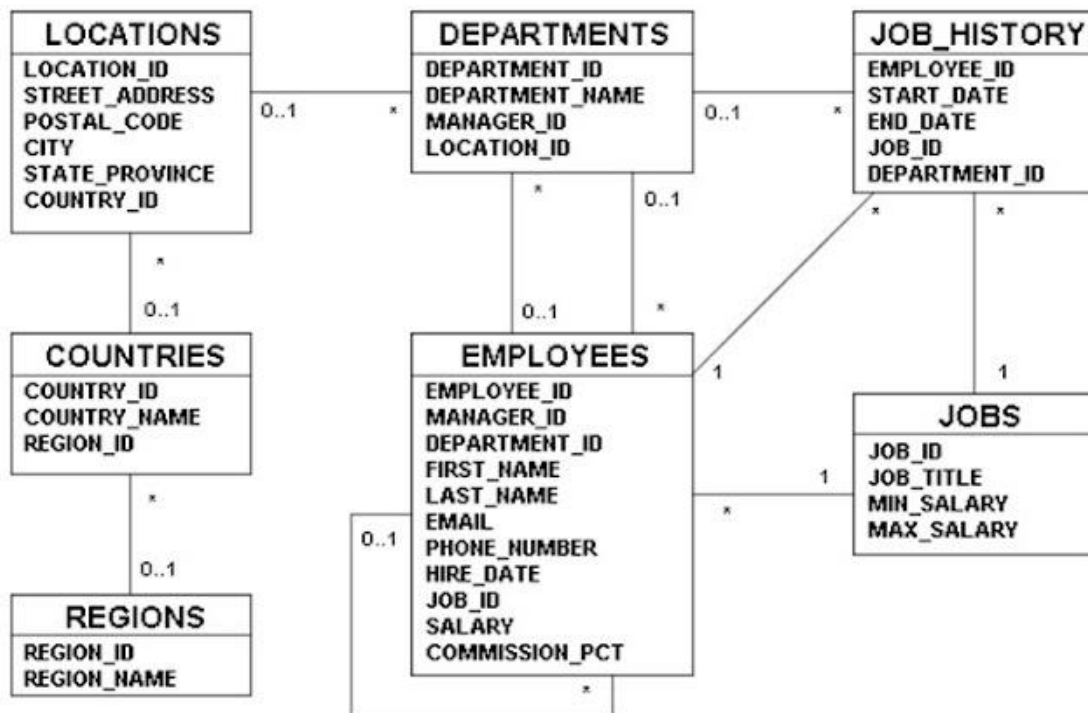 LOCATIONS
LOCATION_ID
STREET_ADDRESS
POSTAL_CODE
CITY
STATE_PROVINCE
COUNTRY_ID
0..1
*
DEPARTMENTS
DEPARTMENT_ID
DEPARTMENT_NAME
MANAGER_ID
LOCATION_ID
0..1
*
JOB_HISTORY
EMPLOYEE_ID
START_DATE
END_DATE
JOB_ID
DEPARTMENT_ID
*
0..1
*
0..1
0..1
*
*
1
*
1
COUNTRIES
COUNTRY_ID
COUNTRY_NAME
REGION_ID
*
0..1
EMPLOYEES
EMPLOYEE_ID
MANAGER_ID
DEPARTMENT_ID
FIRST_NAME
LAST_NAME
EMAIL
PHONE_NUMBER
HIRE_DATE
JOB_ID
SALARY
COMMISSION_PCT
0..1
*
*
1
JOBS
JOB_ID
JOB_TITLE
MIN_SALARY
MAX_SALARY
REGIONS
REGION_ID
REGION_NAME